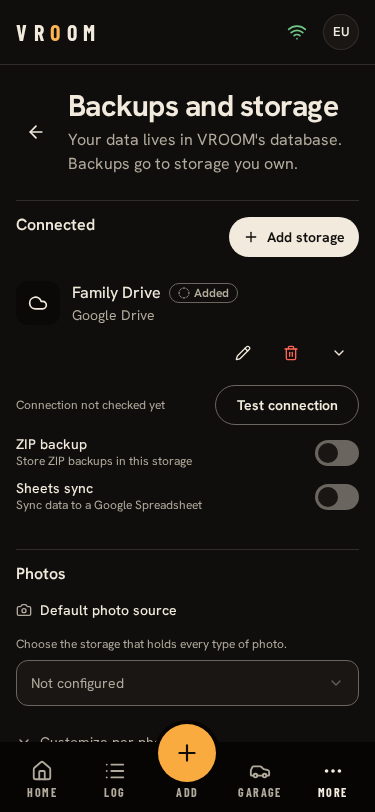 VROOM
EU
Backups and storage
Your data lives in VROOM's database.
Backups go to storage you own.
Connected
Add storage
Family Drive
Added
Google Drive
Connection not checked yet
Test connection
ZIP backup
Store ZIP backups in this storage
Sheets sync
Sync data to a Google Spreadsheet
Photos
Default photo source
Choose the storage that holds every type of photo.
Not configured
Customize per
HOME
LOG
ADD
GARAGE
MORE